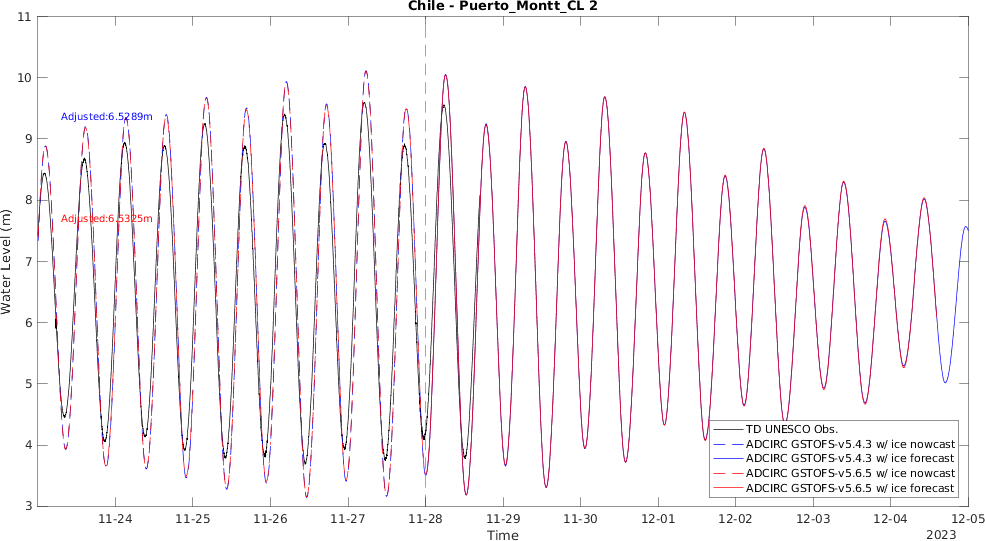 Chile - Puerto_Montt_CL 2
11
10
9
8
7
6
5
4
3
Water Level (m)
Adjusted:6.5289m
Adjusted:6.5325m
TD UNESCO Obs.
ADCIRC GSTOFS-v5.4.3 w/ ice nowcast
ADCIRC GSTOFS-v5.4.3 w/ ice forecast
ADCIRC GSTOFS-v5.6.5 w/ ice nowcast
ADCIRC GSTOFS-v5.6.5 w/ ice forecast
11-24 11-25 11-26 11-27 11-28 11-29 11-30 12-01 12-02 12-03 12-04 12-05
Time
2023